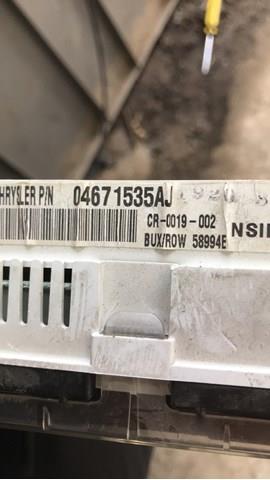 HRYSLER P/N 04671535AJ
CR-0019-002
BUX/ROW 58994E
NSI